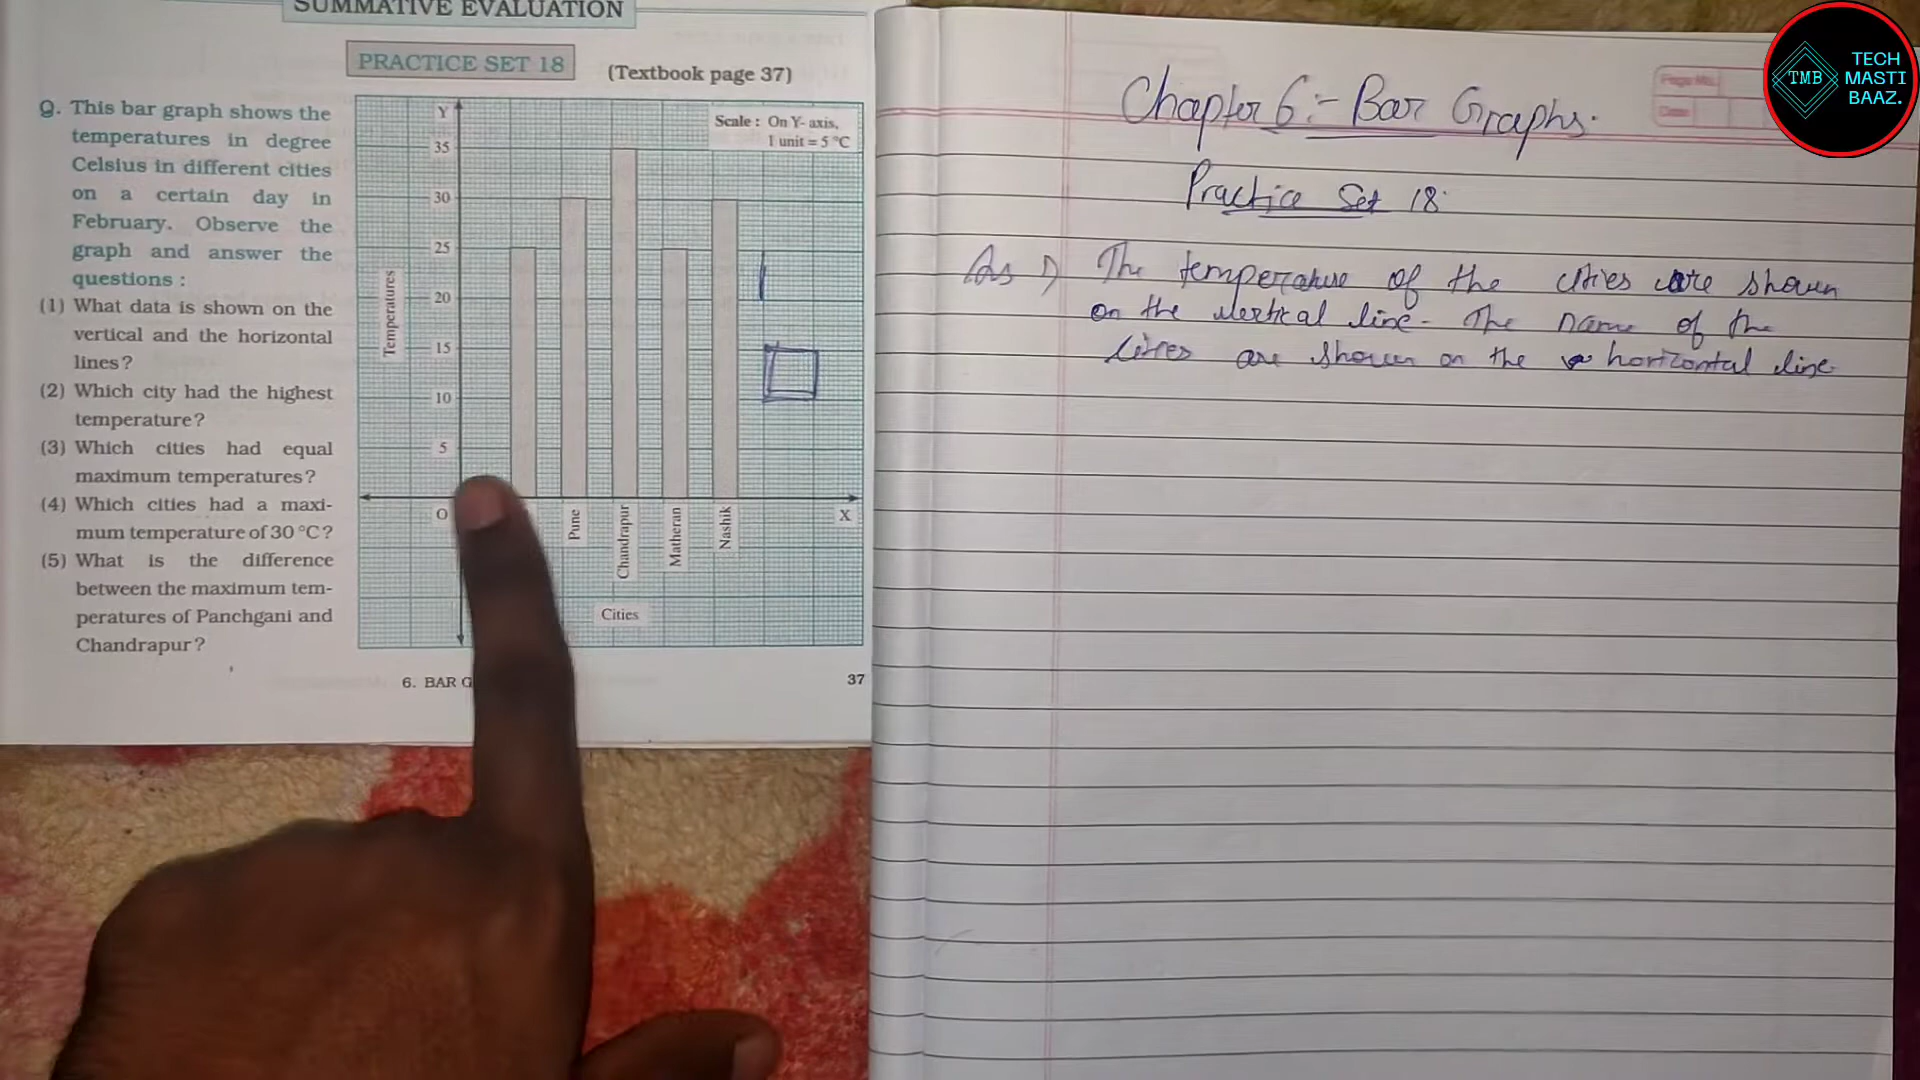 SUMMATIVE EVALUATION
PRACTICE SET 18
(Textbook page 37)
Q. This bar graph shows the
temperatures in degree
Celsius in different cities
on a certain day in
February. Observe the
graph and answer the
questions :
(1) What data is shown on the
vertical and the horizontal
lines?
(2) Which city had the highest
temperature?
(3) Which cities had equal
maximum temperatures?
(4) Which cities had a maxi-
mum temperature of 30 °C?
(5) What is the difference
between the maximum tem-
peratures of Panchgani and
Chandrapur?
Y
Scale : On Y- axis,
1 unit = 5 °C
35
30
25
20
15
10
5
O
X
Temperatures
Pune
Chandrapur
Matheran
Nashik
Cities
6. BAR G
37
Chapter 6:- Bar Graphs.
Practice Set 18.
Ans 1) The temperature of the cities are shown
on the vertical line. The name of the
cities are shown on the horizontal line.
TMB
TECH
MASTI
BAAZ.